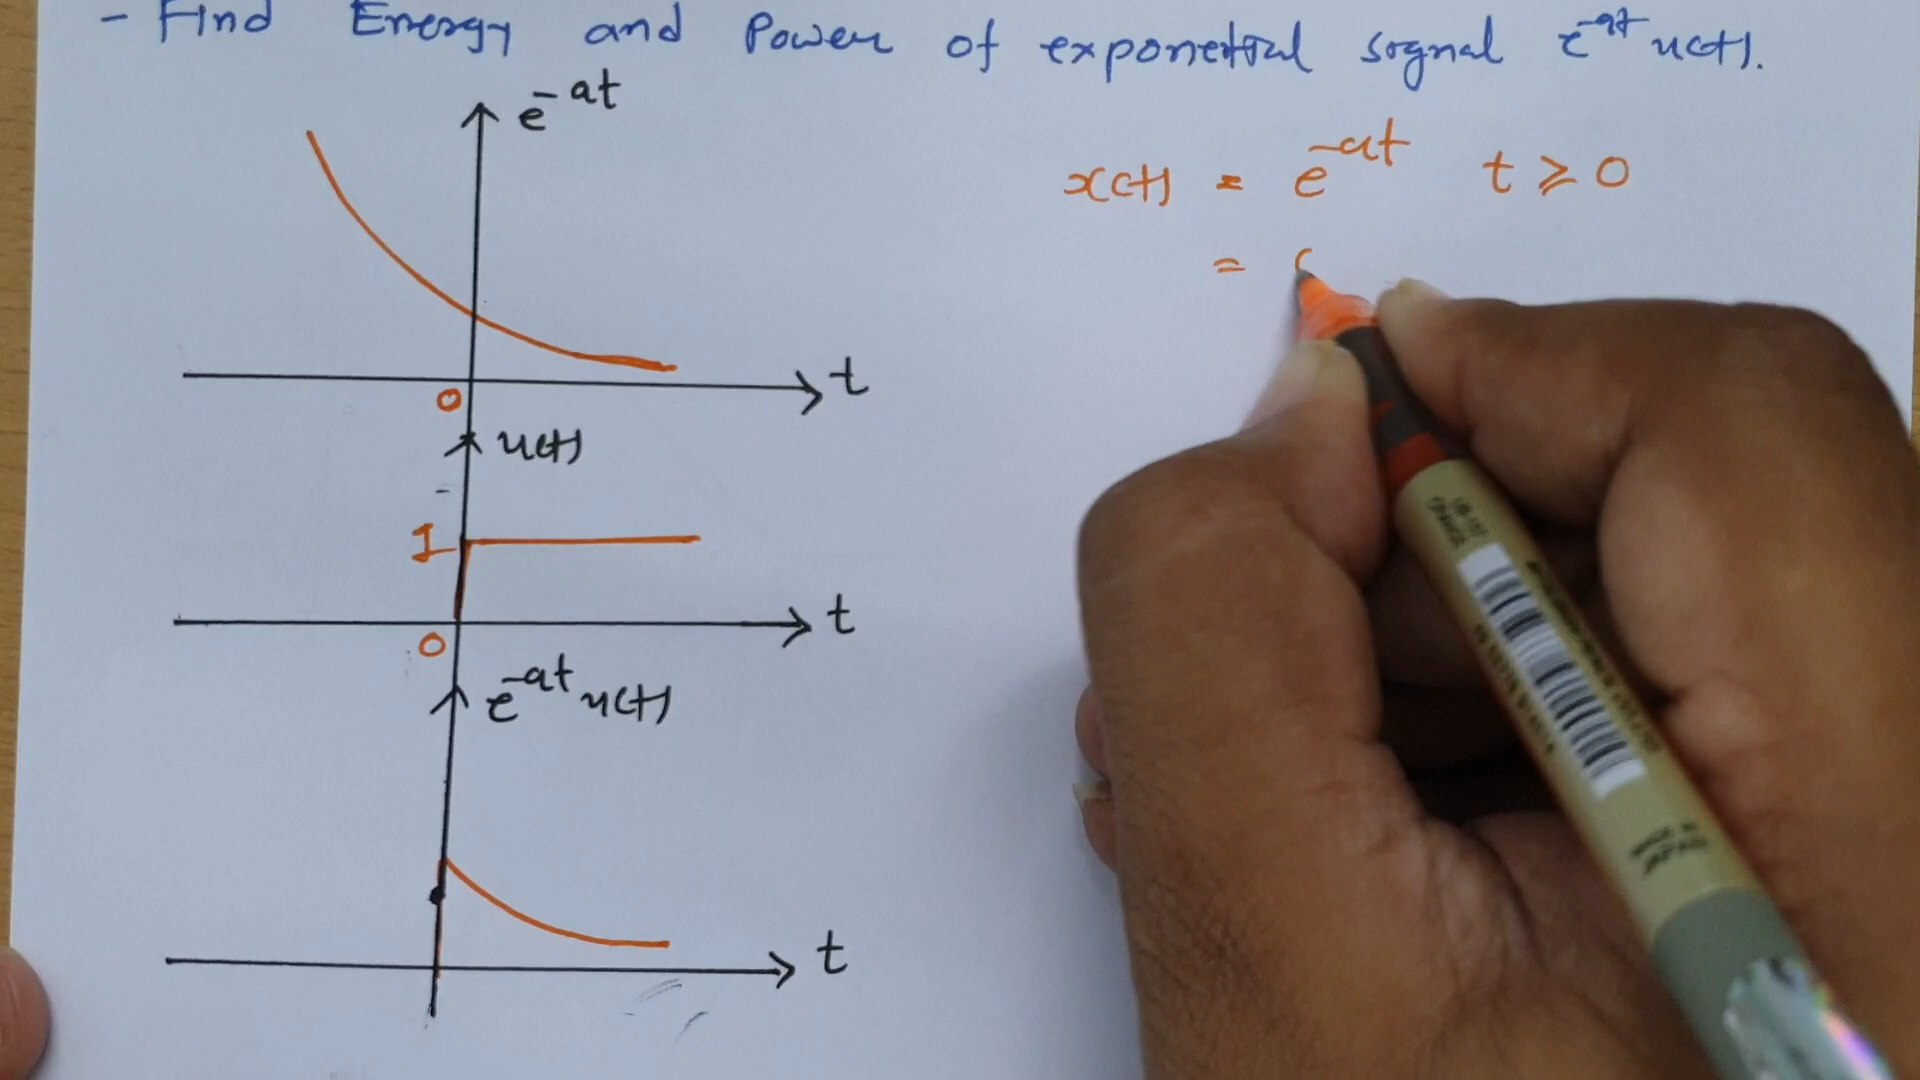 - Find Energy and Power of exponential signal e^-at u(t).
e^-at
x(t) = e^-at t ≥ 0
=
t
0
u(t)
1
t
0
e^-at u(t)
t